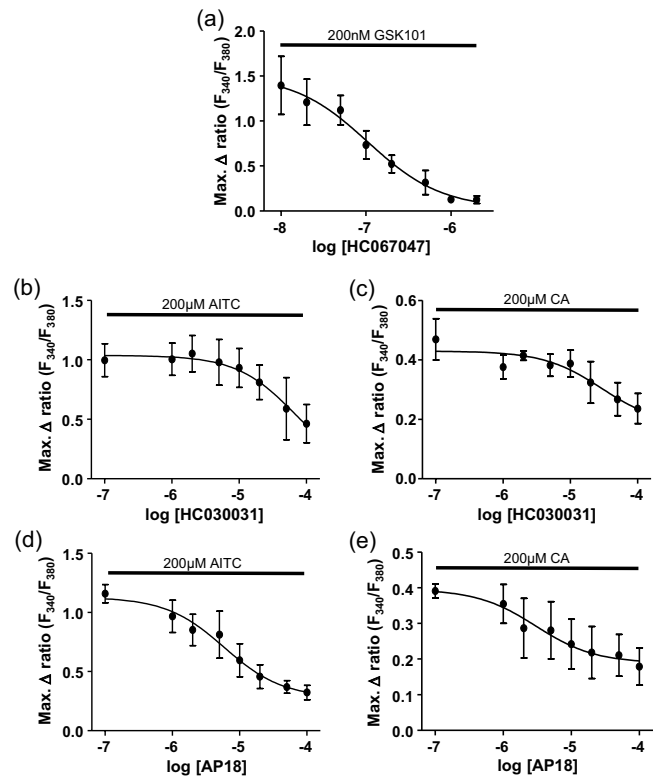 (a)
200nM GSK101
Max. Δ ratio (F340/F380)
2.0
1.5
1.0
0.5
0.0
-8 -7 -6
log [HC067047]
(b)
200µM AITC
Max. Δ ratio (F340/F380)
1.5
1.0
0.5
0.0
-7 -6 -5 -4
log [HC030031]
(c)
200µM CA
Max. Δ ratio (F340/F380)
0.6
0.4
0.2
0.0
-7 -6 -5 -4
log [HC030031]
(d)
200µM AITC
Max. Δ ratio (F340/F380)
1.5
1.0
0.5
0.0
-7 -6 -5 -4
log [AP18]
(e)
200µM CA
Max. Δ ratio (F340/F380)
0.5
0.4
0.3
0.2
0.1
0.0
-7 -6 -5 -4
log [AP18]